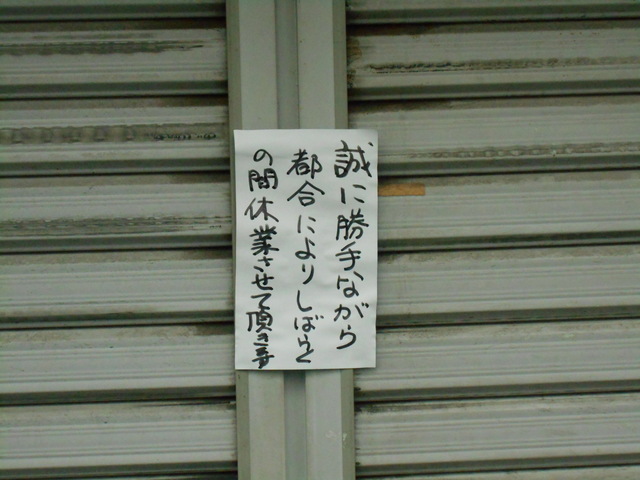 誠に勝手ながら
都合によりしばらく
の間休業させて頂きます